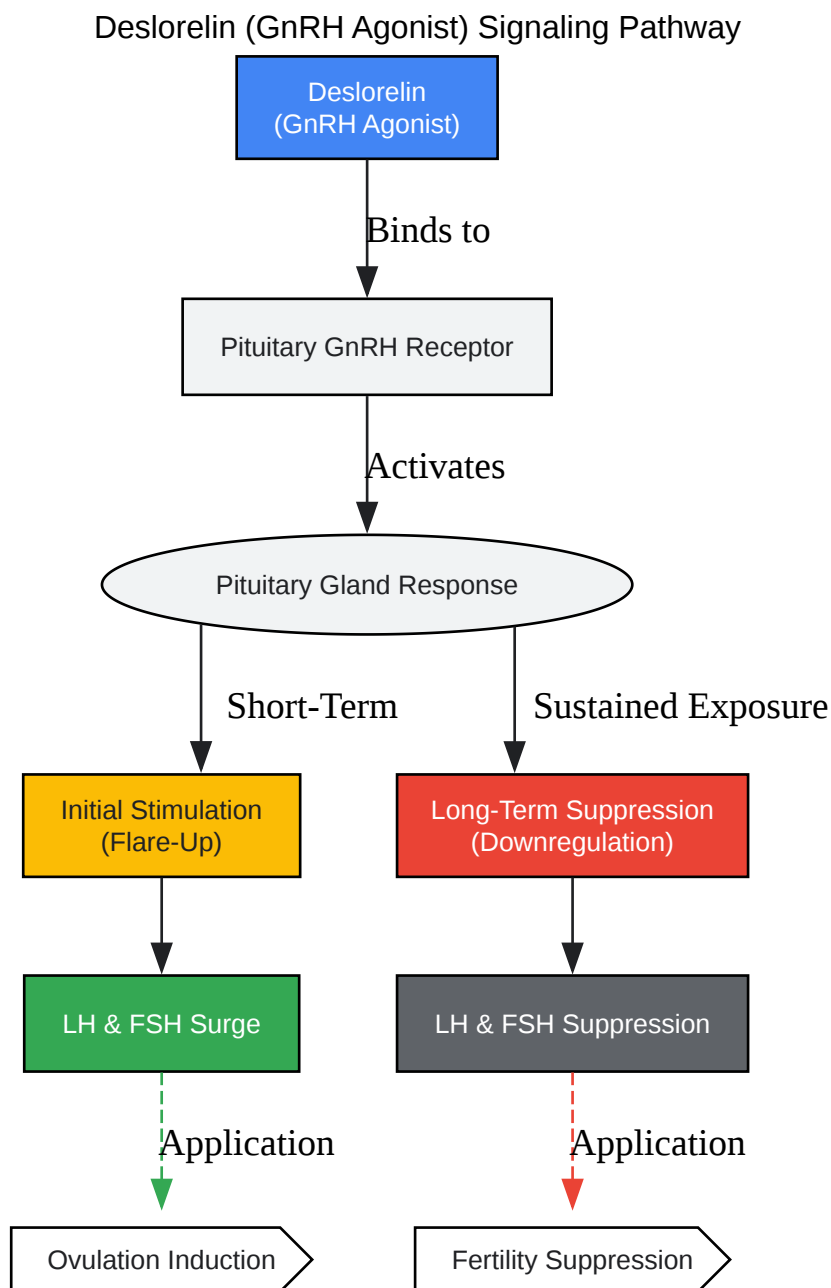 Deslorelin (GnRH Agonist) Signaling Pathway
Deslorelin
(GnRH Agonist)
Binds to
Pituitary GnRH Receptor
Activates
Pituitary Gland Response
Short-Term
Sustained Exposure
Initial Stimulation
(Flare-Up)
Long-Term Suppression
(Downregulation)
LH & FSH Surge
LH & FSH Suppression
Application
Application
Ovulation Induction
Fertility Suppression